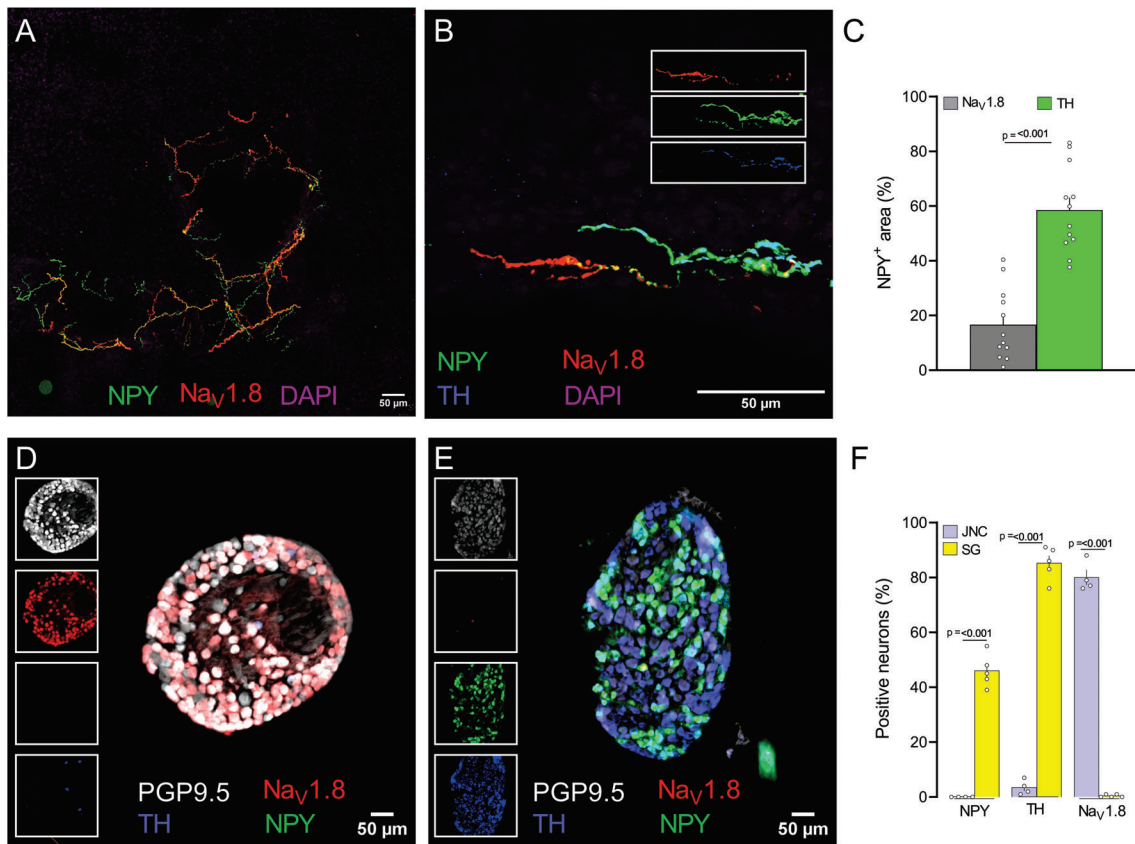 A
NPY NaV1.8 DAPI
50 µm
B
NPY NaV1.8
TH DAPI
50 µm
C
NaV1.8 TH
p = <0.001
NPY+ area (%)
100
80
60
40
20
0
D
PGP9.5 NaV1.8
TH NPY
50 µm
E
PGP9.5 NaV1.8
TH NPY
50 µm
F
JNC
SG
p =<0.001
p =<0.001
p =<0.001
Positive neurons (%)
100
80
60
40
20
0
NPY TH NaV1.8